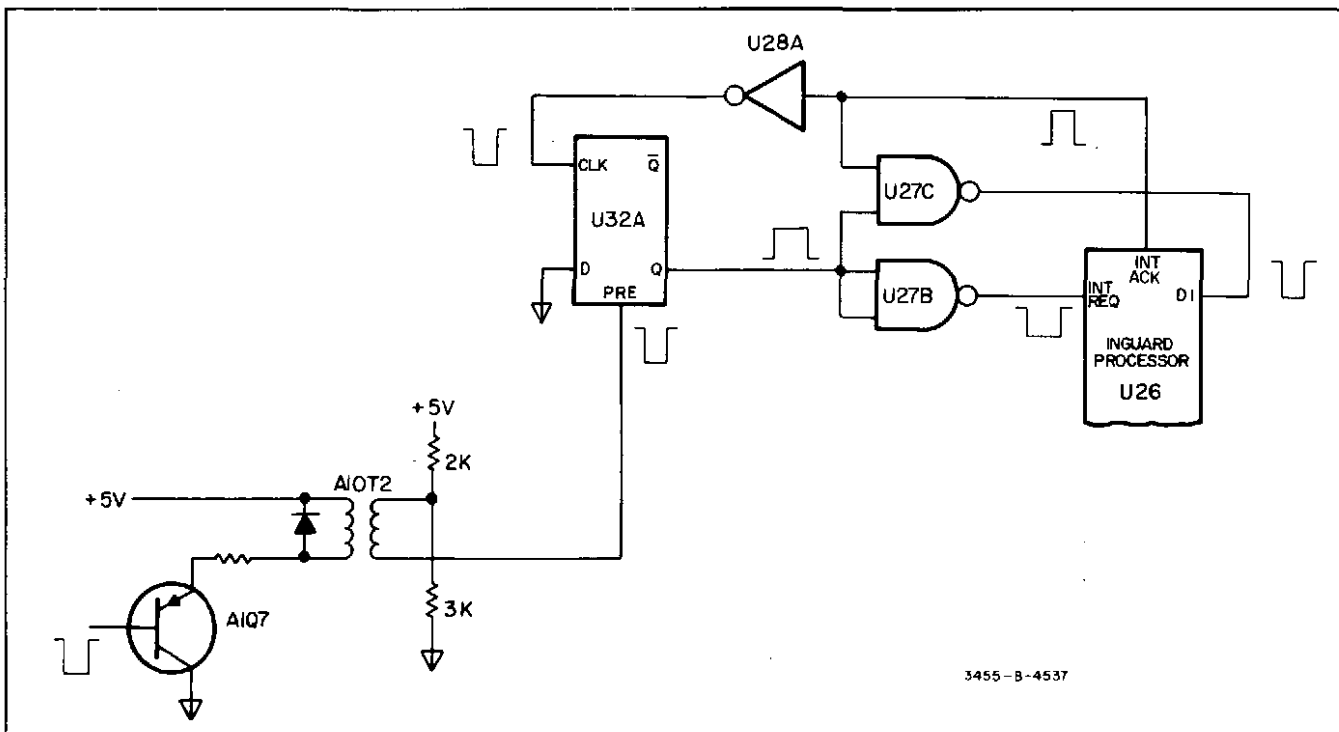 U28A
CLK
Q̅
U32A
D
Q
PRE
U27C
U27B
INT
ACK
INT
REQ
DI
INGUARD
PROCESSOR
U26
+5V
2K
A10T2
+5V
3K
A1Q7
3455-B-4537